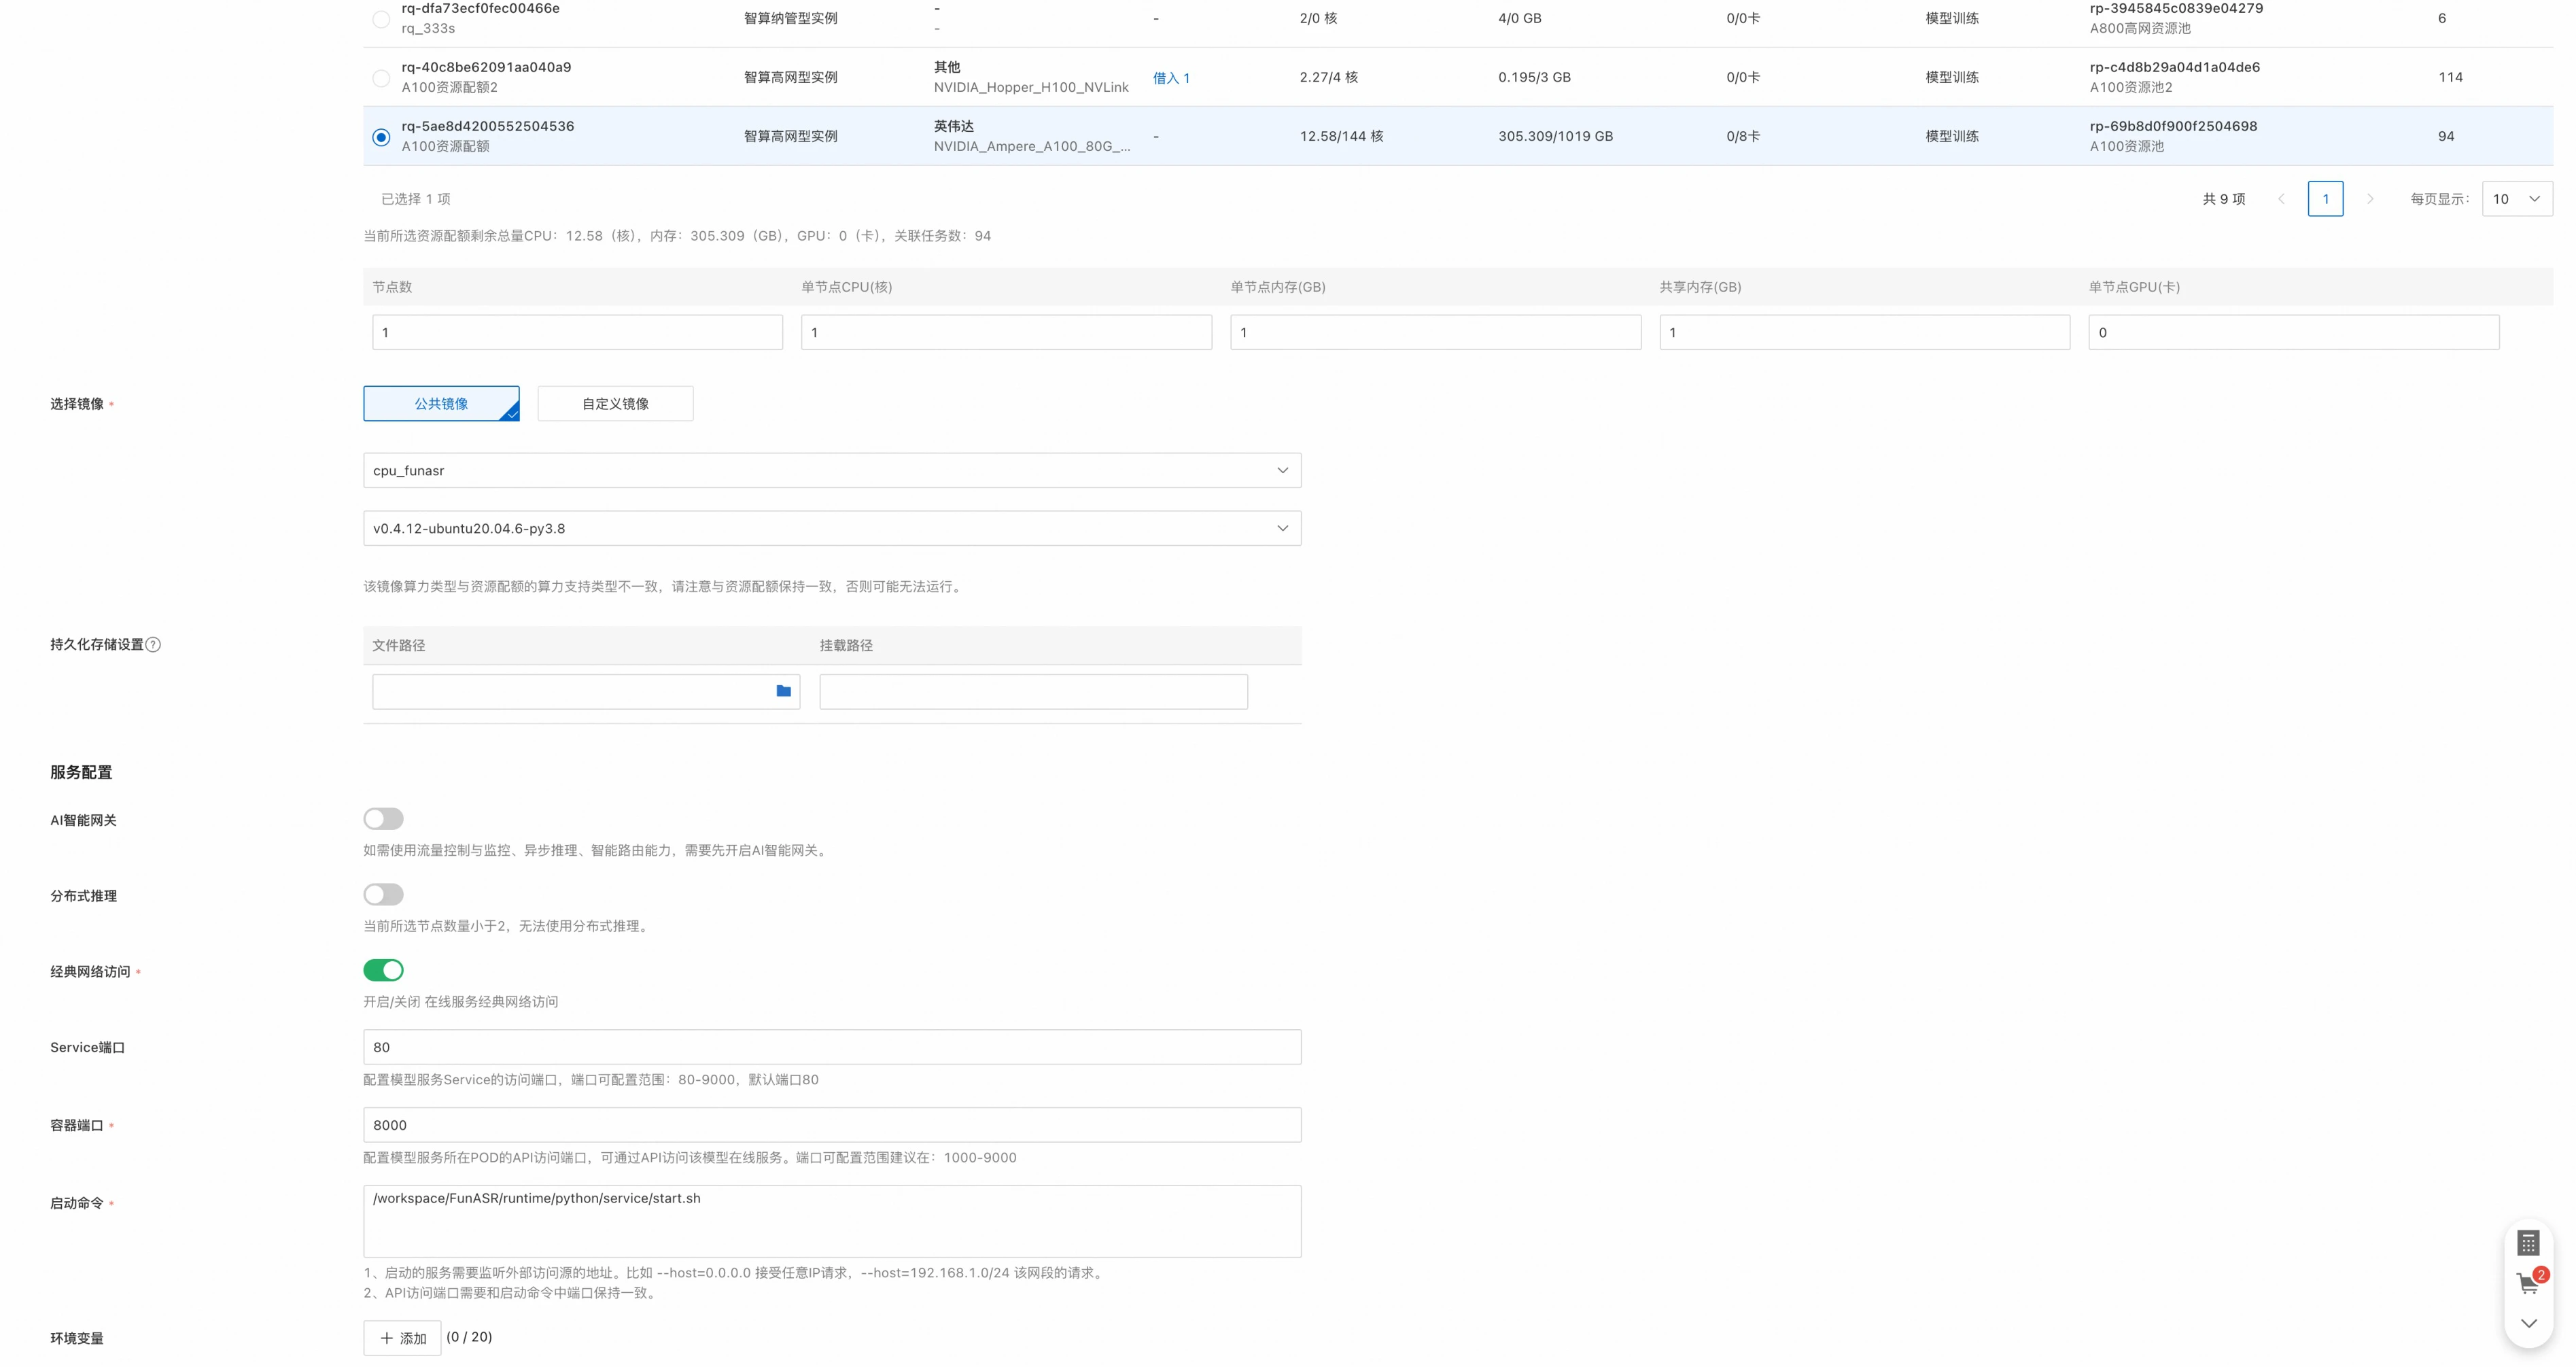 rq-dfa73ecf0fec00466e
rq_333s
智算纳管型实例
-
-
-
2/0 核
4/0 GB
0/0卡
模型训练
rp-3945845c0839e04279
A800高网资源池
6
rq-40c8be62091aa040a9
A100资源配额2
智算高网型实例
其他
NVIDIA_Hopper_H100_NVLink
借入 1
2.27/4 核
0.195/3 GB
0/0卡
模型训练
rp-c4d8b29a04d1a04de6
A100资源池2
114
rq-5ae8d4200552504536
A100资源配额
智算高网型实例
英伟达
NVIDIA_Ampere_A100_80G_...
-
12.58/144 核
305.309/1019 GB
0/8卡
模型训练
rp-69b8d0f900f2504698
A100资源池
94
已选择 1 项
共 9 项
1
每页显示：
10
当前所选资源配额剩余总量CPU：12.58（核），内存：305.309（GB），GPU：0（卡），关联任务数：94
节点数 单节点CPU(核) 单节点内存(GB) 共享内存(GB) 单节点GPU(卡)
1 1 1 1 0
选择镜像 *
公共镜像 自定义镜像
cpu_funasr
v0.4.12-ubuntu20.04.6-py3.8
该镜像算力类型与资源配额的算力支持类型不一致，请注意与资源配额保持一致，否则可能无法运行。
持久化存储设置 ?
文件路径 挂载路径
服务配置
AI智能网关
如需使用流量控制与监控、异步推理、智能路由能力，需要先开启AI智能网关。
分布式推理
当前所选节点数量小于2，无法使用分布式推理。
经典网络访问 *
开启/关闭 在线服务经典网络访问
Service端口
80
配置模型服务Service的访问端口，端口可配置范围：80-9000，默认端口80
容器端口 *
8000
配置模型服务所在POD的API访问端口，可通过API访问该模型在线服务。端口可配置范围建议在：1000-9000
启动命令 *
/workspace/FunASR/runtime/python/service/start.sh
1、启动的服务需要监听外部访问源的地址。比如 --host=0.0.0.0 接受任意IP请求，--host=192.168.1.0/24 该网段的请求。
2、API访问端口需要和启动命令中端口保持一致。
环境变量
+ 添加 (0 / 20)
2